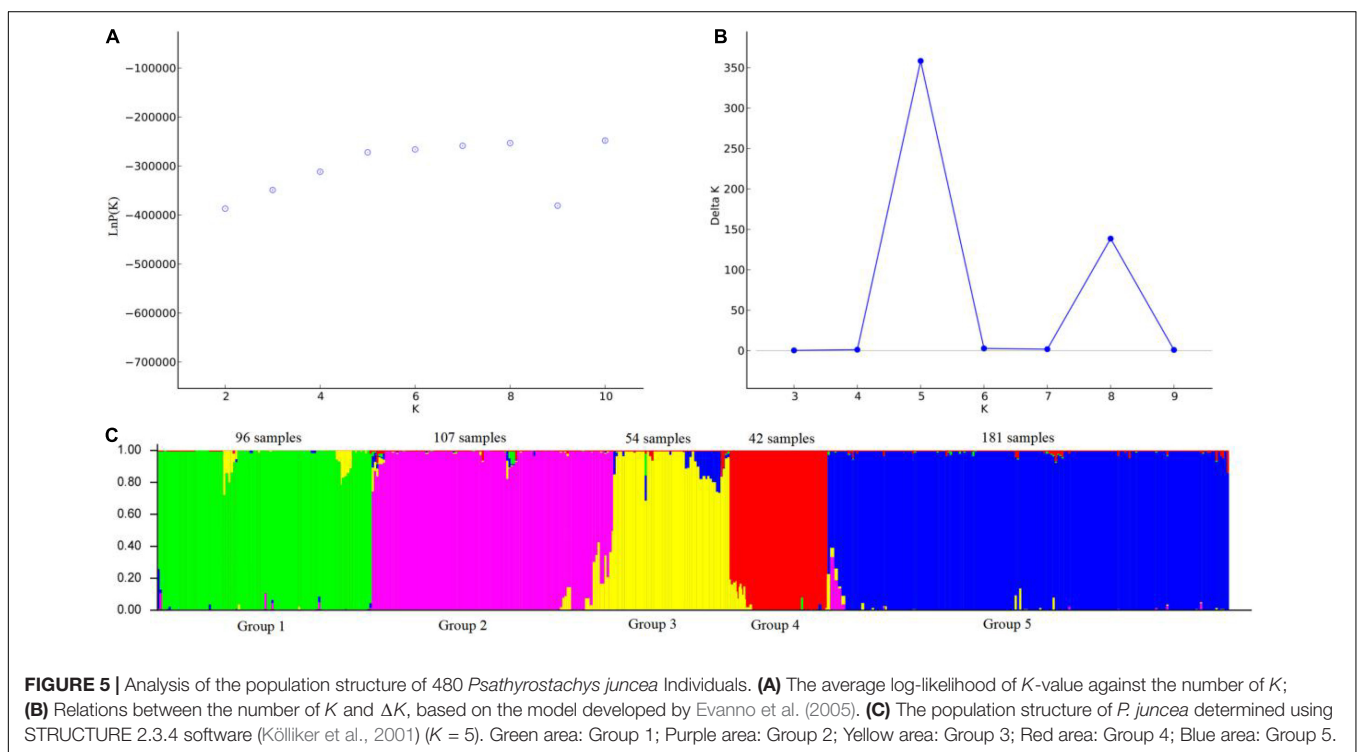 A
−100000
−200000
−300000
−400000
−500000
−600000
−700000
LnP(K)
2 4 6 8 10
K
B
350
300
250
200
150
100
50
0
Delta K
3 4 5 6 7 8 9
K
C
96 samples 107 samples 54 samples 42 samples 181 samples
1.00
0.80
0.60
0.40
0.20
0.00
Group 1 Group 2 Group 3 Group 4 Group 5
FIGURE 5 | Analysis of the population structure of 480 Psathyrostachys juncea Individuals. (A) The average log-likelihood of K-value against the number of K;
(B) Relations between the number of K and ΔK, based on the model developed by Evanno et al. (2005). (C) The population structure of P. juncea determined using
STRUCTURE 2.3.4 software (Kölliker et al., 2001) (K = 5). Green area: Group 1; Purple area: Group 2; Yellow area: Group 3; Red area: Group 4; Blue area: Group 5.